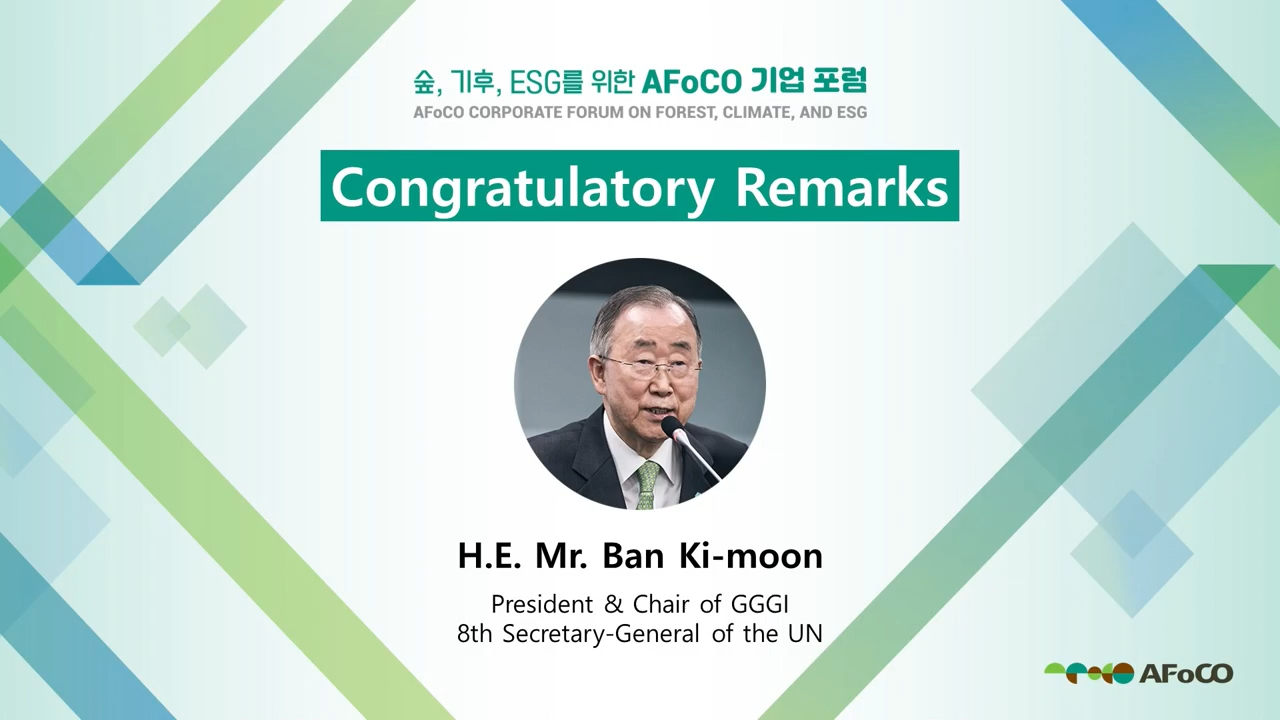 숲, 기후, ESG를 위한 AFoCO 기업 포럼
AFoCO CORPORATE FORUM ON FOREST, CLIMATE, AND ESG
Congratulatory Remarks
H.E. Mr. Ban Ki-moon
President & Chair of GGGI
8th Secretary-General of the UN
AFoCO